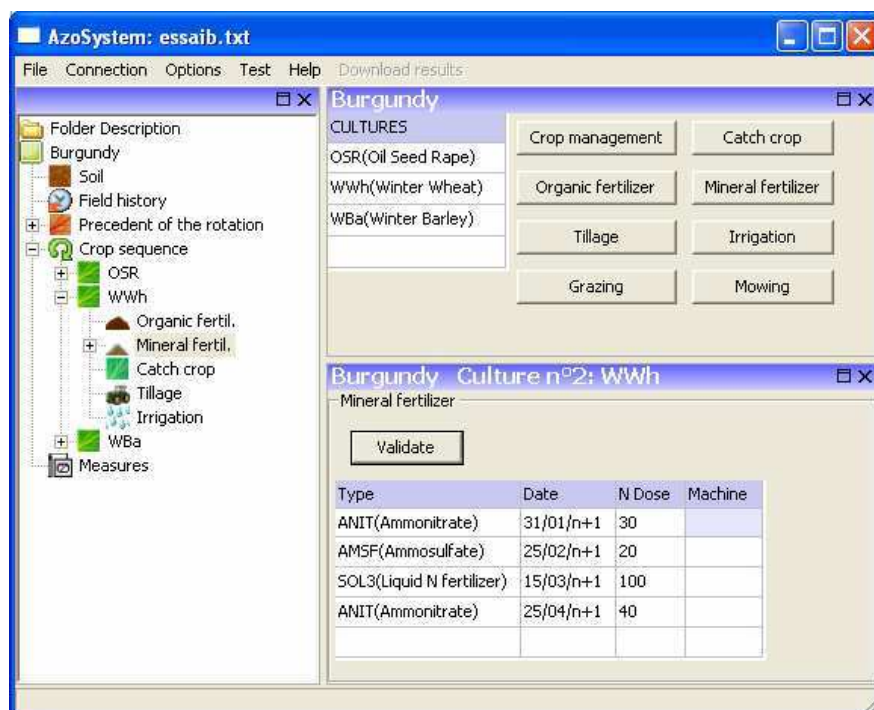 AzoSystem: essaib.txt
File Connection Options Test Help Download results
Folder Description
Burgundy
Soil
Field history
Precedent of the rotation
Crop sequence
OSR
WWh
Organic fertil.
Mineral fertil.
Catch crop
Tillage
Irrigation
WBa
Measures
Burgundy
CULTURES
OSR(Oil Seed Rape)
WWh(Winter Wheat)
WBa(Winter Barley)
Crop management Catch crop
Organic fertilizer Mineral fertilizer
Tillage Irrigation
Grazing Mowing
Burgundy Culture n°2: WWh
Mineral fertilizer
Validate
Type Date N Dose Machine
ANIT(Ammonitrate) 31/01/n+1 30
AMSF(Ammosulfate) 25/02/n+1 20
SOL3(Liquid N fertilizer) 15/03/n+1 100
ANIT(Ammonitrate) 25/04/n+1 40